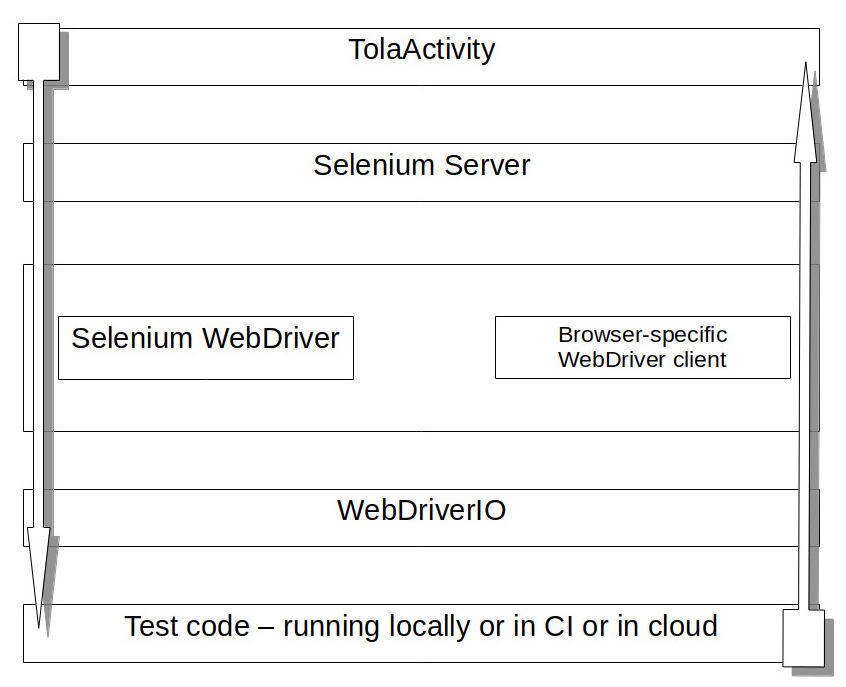 TolaActivity
Selenium Server
Selenium WebDriver
Browser-specific
WebDriver client
WebDriverIO
Test code – running locally or in CI or in cloud